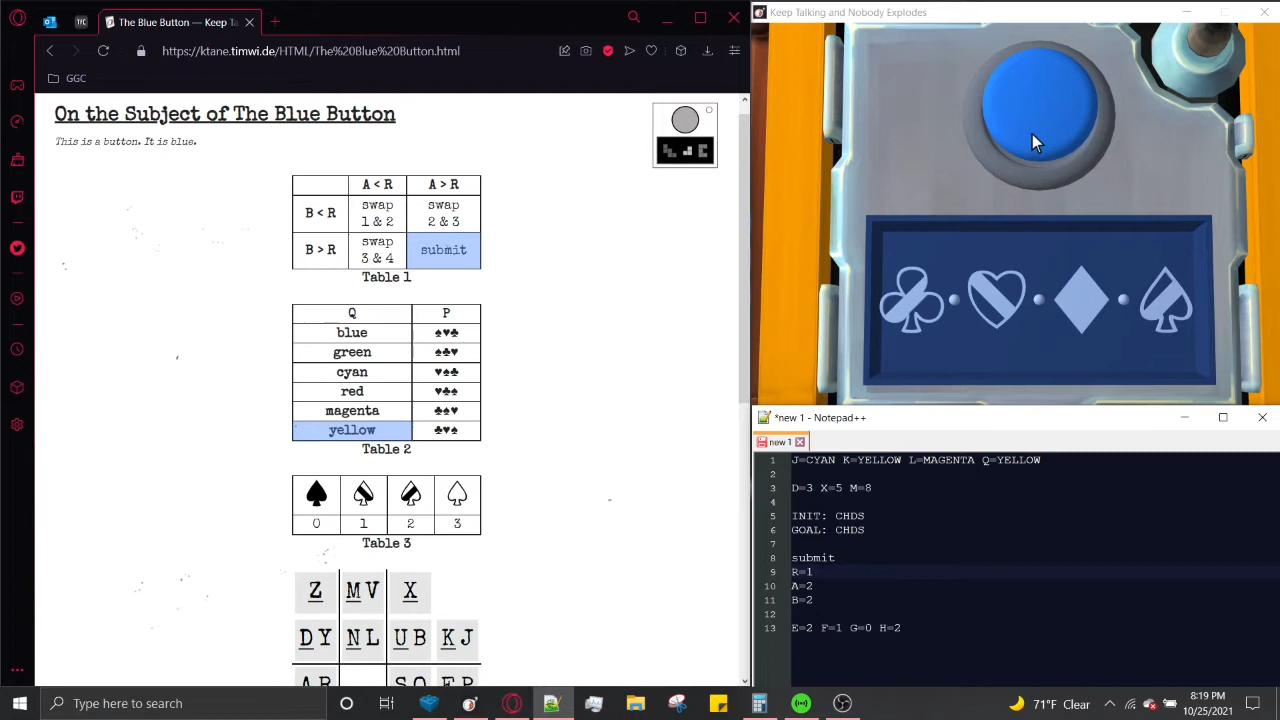 The Blue Button — Keep Ta
https://ktane.timwi.de/HTML/The%20Blue%20Button.html
GGC
On the Subject of The Blue Button
This is a button. It is blue.
A < R A > R
B < R swap 1 & 2 swap 2 & 3
B > R swap 3 & 4 submit
Table 1
Q P
blue ♠♥♣
green ♠♣♥
cyan ♥♠♣
red ♥♣♠
magenta ♣♠♥
yellow ♣♥♠
Table 2
0 1 2 3
Table 3
Z MV X
DY NL UB KJ
Keep Talking and Nobody Explodes
*new 1 - Notepad++
new 1
1 J=CYAN K=YELLOW L=MAGENTA Q=YELLOW
2
3 D=3 X=5 M=8
4
5 INIT: CHDS
6 GOAL: CHDS
7
8 submit
9 R=1
10 A=2
11 B=2
12
13 E=2 F=1 G=0 H=2
Type here to search
71°F Clear
8:19 PM
10/25/2021